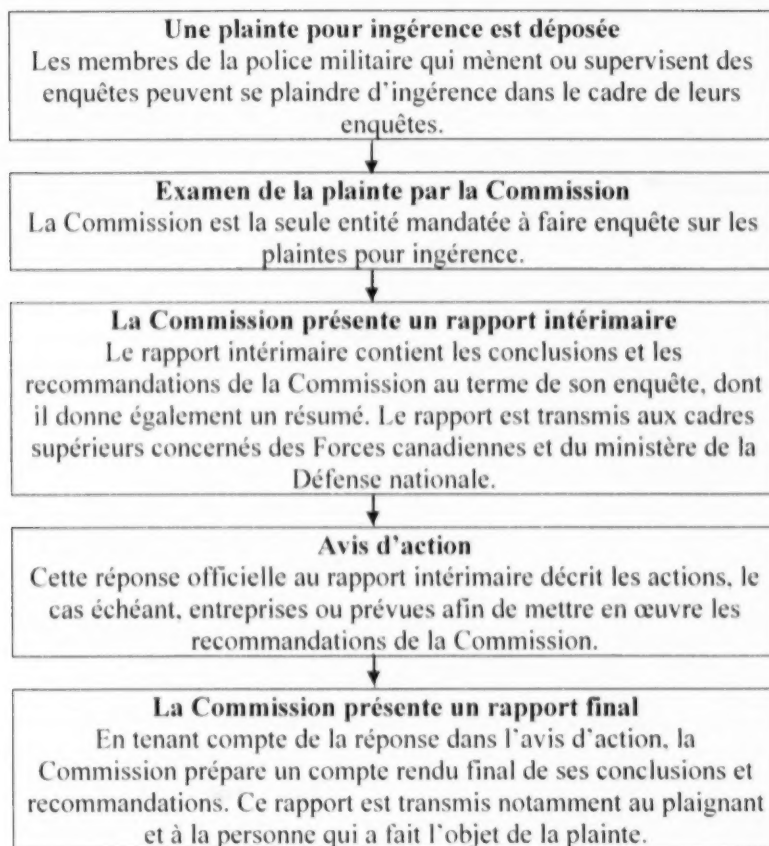 Une plainte pour ingérence est déposée
Les membres de la police militaire qui mènent ou supervisent des
enquêtes peuvent se plaindre d'ingérence dans le cadre de leurs
enquêtes.
Examen de la plainte par la Commission
La Commission est la seule entité mandatée à faire enquête sur les
plaintes pour ingérence.
La Commission présente un rapport intérimaire
Le rapport intérimaire contient les conclusions et les
recommandations de la Commission au terme de son enquête, dont
il donne également un résumé. Le rapport est transmis aux cadres
supérieurs concernés des Forces canadiennes et du ministère de la
Défense nationale.
Avis d'action
Cette réponse officielle au rapport intérimaire décrit les actions, le
cas échéant, entreprises ou prévues afin de mettre en œuvre les
recommandations de la Commission.
La Commission présente un rapport final
En tenant compte de la réponse dans l'avis d'action, la
Commission prépare un compte rendu final de ses conclusions et
recommandations. Ce rapport est transmis notamment au plaignant
et à la personne qui a fait l'objet de la plainte.